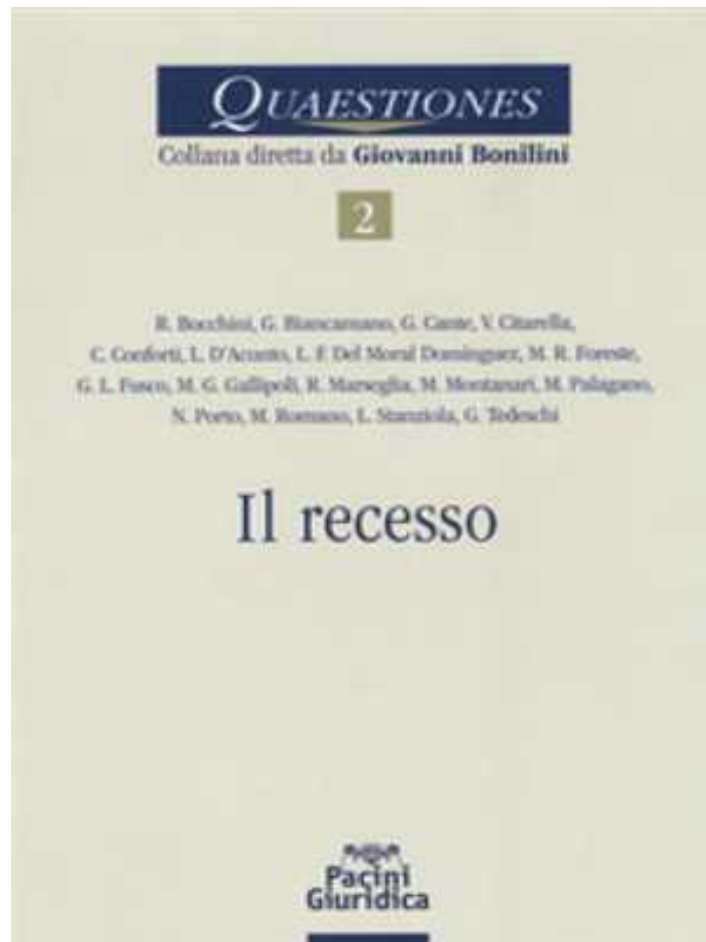 QUAESTIONES
Collana diretta da Giovanni Bonilini
2
R. Bocchini, G. Biancamano, G. Cante, V. Citarella,
C. Conforti, L. D'Acunto, L. F. Del Moral Dominguez, M. R. Foreste,
G. L. Fusco, M. G. Gallipoli, R. Marseglia, M. Montanari, M. Palagano,
N. Porto, M. Romano, L. Stanziola, G. Tedeschi
Il recesso
Pacini
Giuridica